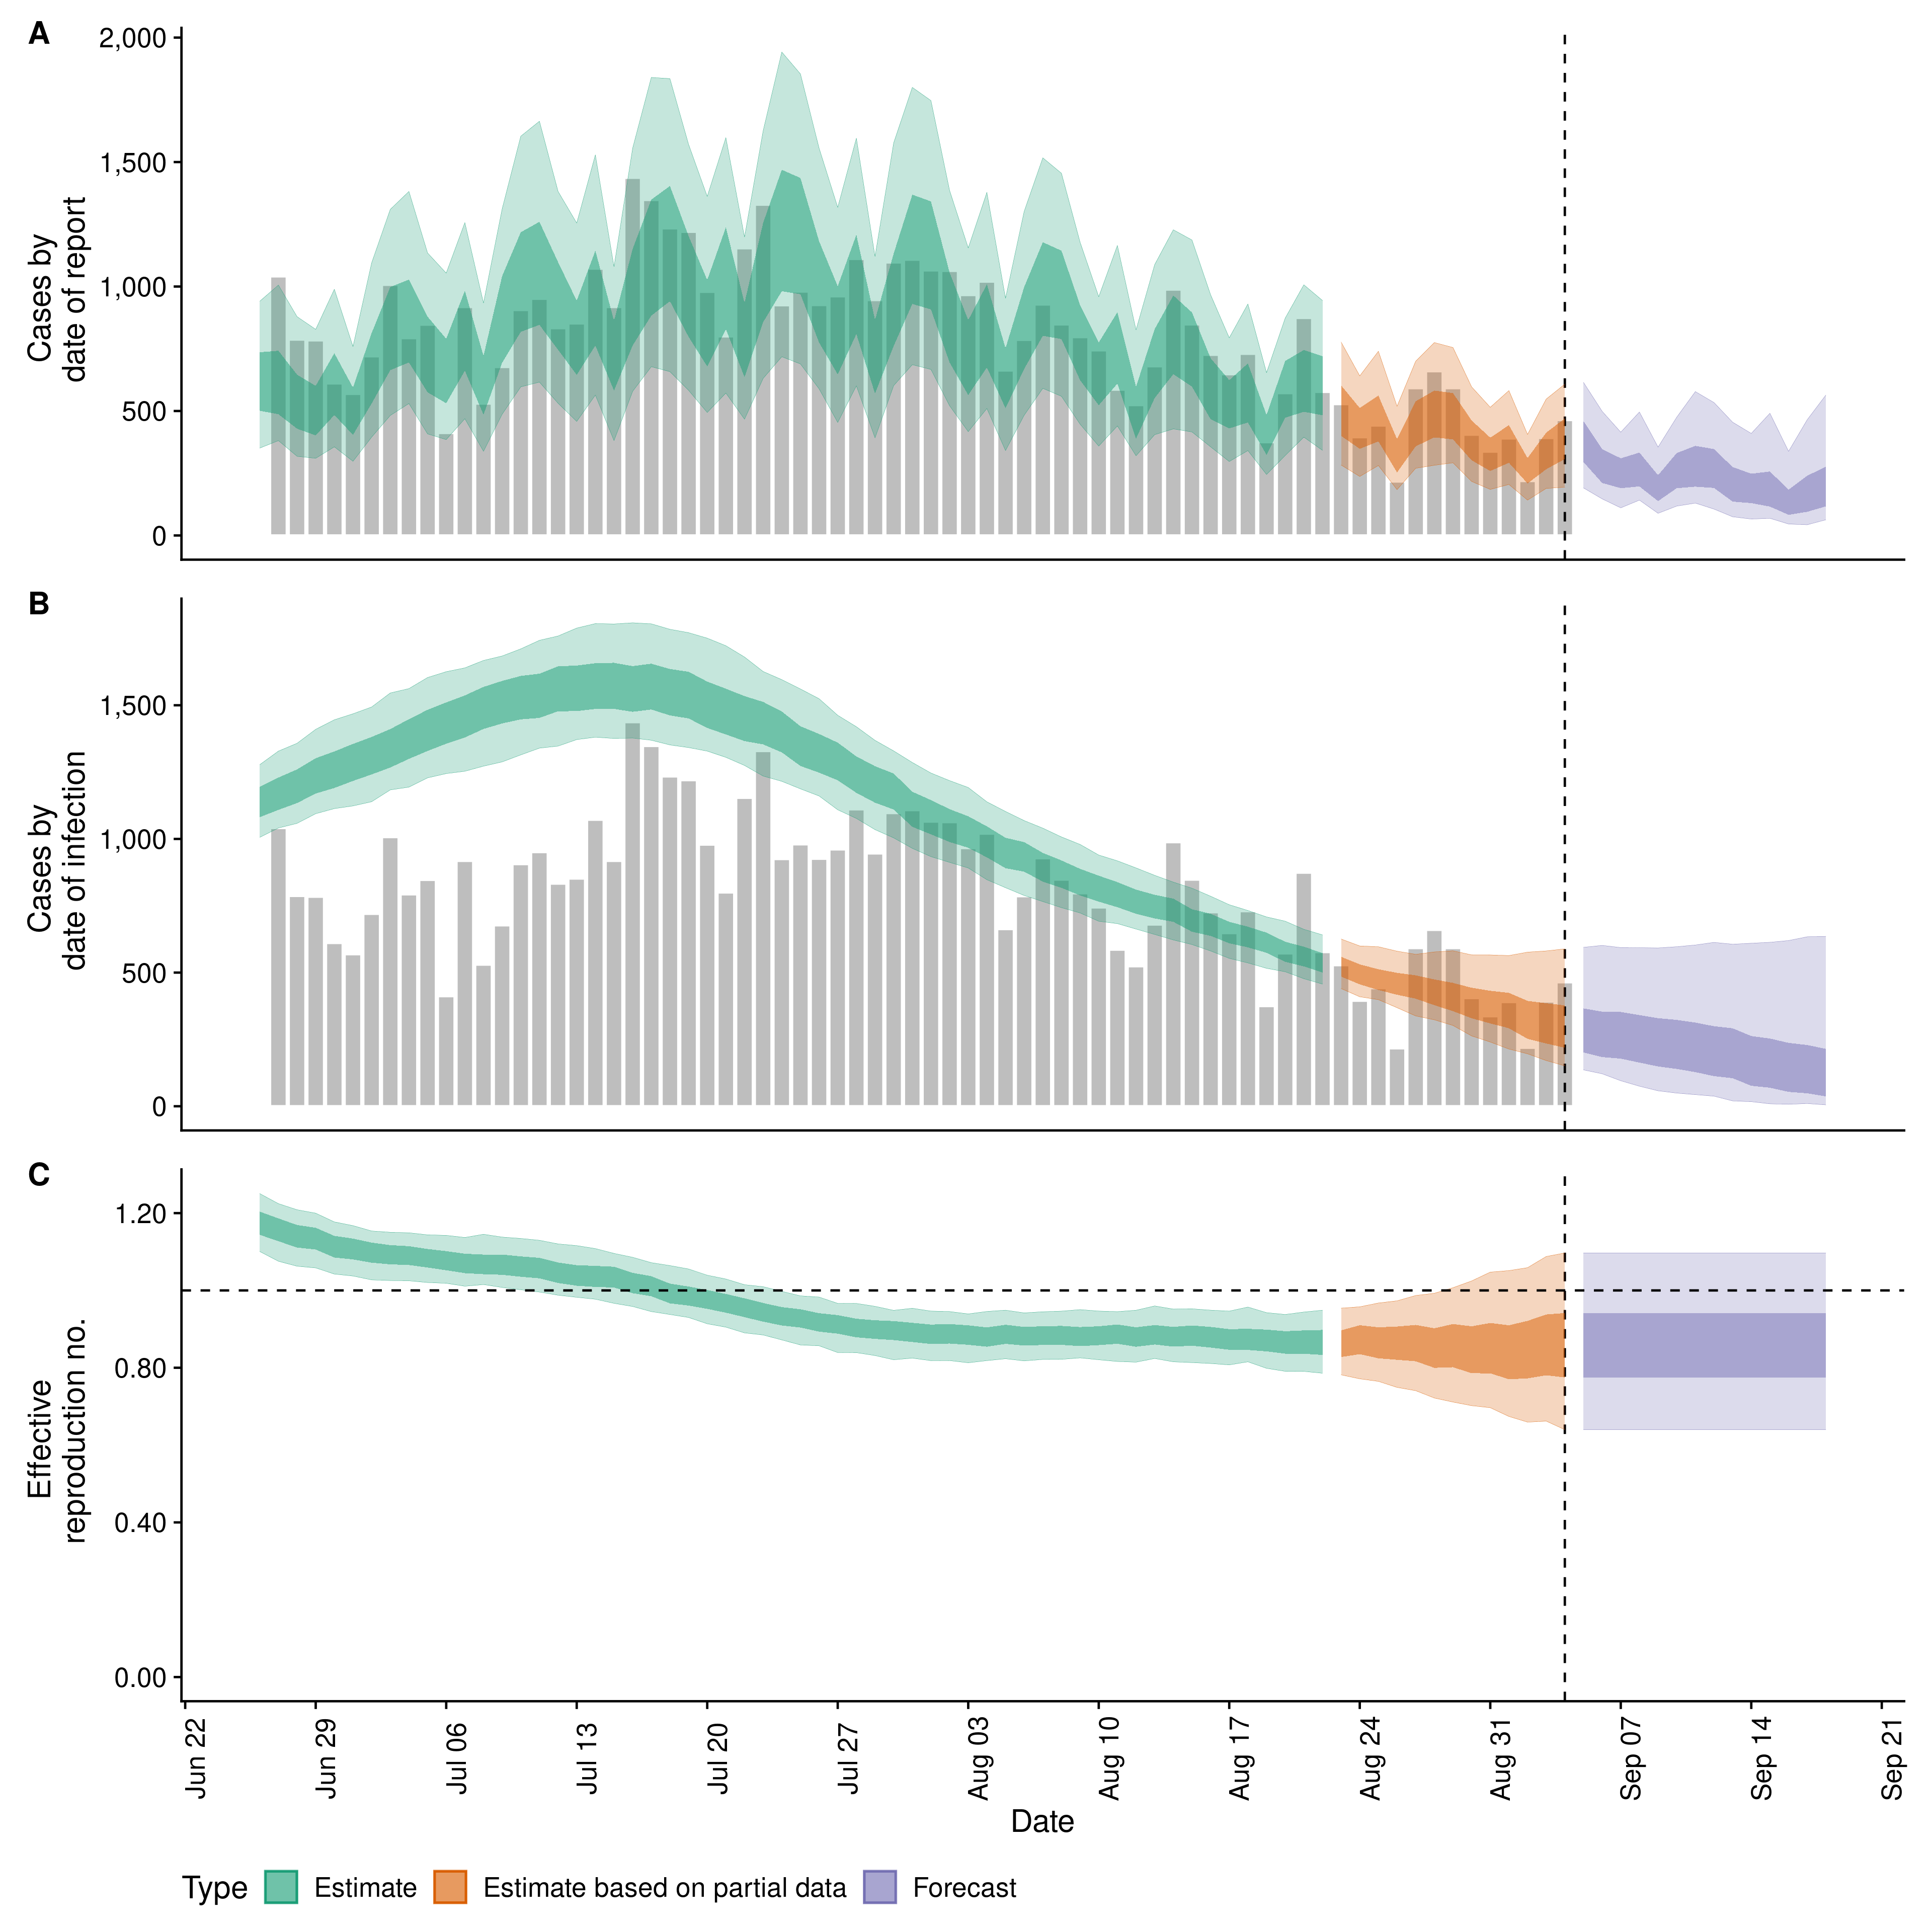 A
Cases by
date of report
2,000
1,500
1,000
500
0
B
Cases by
date of infection
1,500
1,000
500
0
C
Effective
reproduction no.
1.20
0.80
0.40
0.00
Jun 22
Jun 29
Jul 06
Jul 13
Jul 20
Jul 27
Aug 03
Aug 10
Aug 17
Aug 24
Aug 31
Sep 07
Sep 14
Sep 21
Date
Type Estimate Estimate based on partial data Forecast